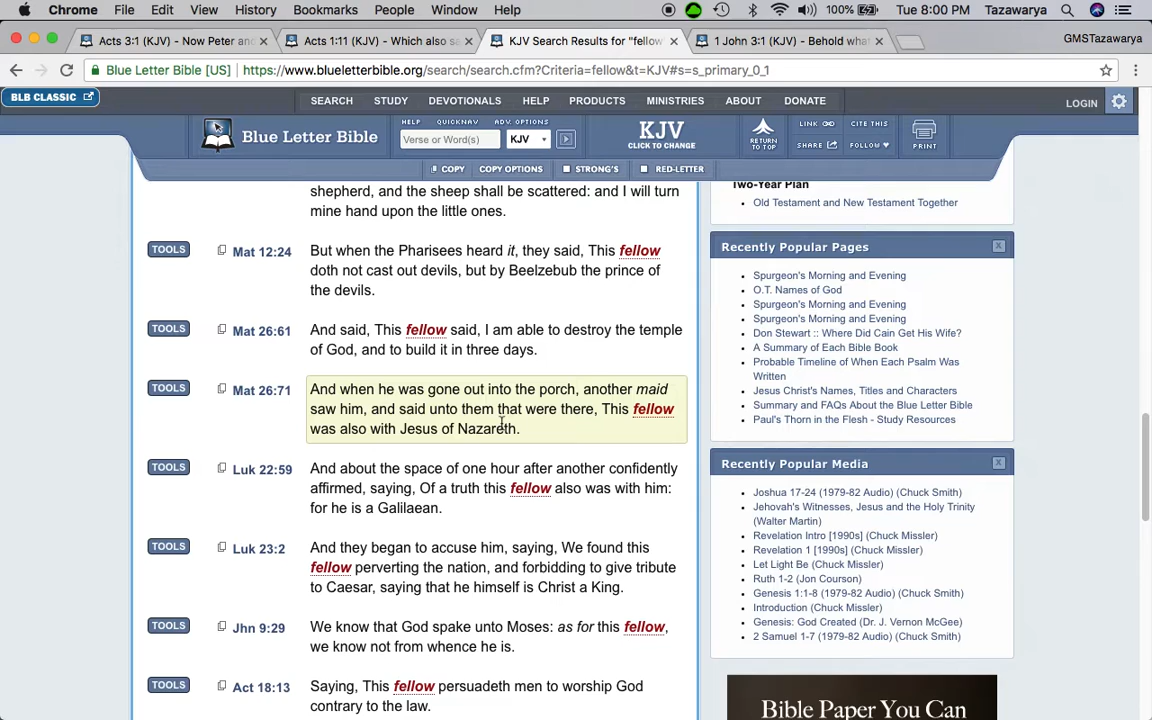 Chrome File Edit View History Bookmarks People Window Help 100% Tue 8:00 PM Tazawarya
Acts 3:1 (KJV) - Now Peter and Acts 1:11 (KJV) - Which also sa KJV Search Results for "fellow 1 John 3:1 (KJV) - Behold what GMSTazawarya
Blue Letter Bible [US] https://www.blueletterbible.org/search/search.cfm?Criteria=fellow&t=KJV#s=s_primary_0_1
BLB CLASSIC SEARCH STUDY DEVOTIONALS HELP PRODUCTS MINISTRIES ABOUT DONATE LOGIN
HELP QUICKNAV ADV. OPTIONS
Blue Letter Bible Verse or Word(s) KJV
KJV
CLICK TO CHANGE
RETURN
TO TOP
LINK CITE THIS
SHARE FOLLOW PRINT
COPY COPY OPTIONS STRONG'S RED-LETTER
shepherd, and the sheep shall be scattered: and I will turn
mine hand upon the little ones.
TOOLS Mat 12:24 But when the Pharisees heard it, they said, This fellow
doth not cast out devils, but by Beelzebub the prince of
the devils.
TOOLS Mat 26:61 And said, This fellow said, I am able to destroy the temple
of God, and to build it in three days.
TOOLS Mat 26:71 And when he was gone out into the porch, another maid
saw him, and said unto them that were there, This fellow
was also with Jesus of Nazareth.
TOOLS Luk 22:59 And about the space of one hour after another confidently
affirmed, saying, Of a truth this fellow also was with him:
for he is a Galilaean.
TOOLS Luk 23:2 And they began to accuse him, saying, We found this
fellow perverting the nation, and forbidding to give tribute
to Caesar, saying that he himself is Christ a King.
TOOLS Jhn 9:29 We know that God spake unto Moses: as for this fellow,
we know not from whence he is.
TOOLS Act 18:13 Saying, This fellow persuadeth men to worship God
contrary to the law.
Two-Year Plan
Old Testament and New Testament Together
Recently Popular Pages
Spurgeon's Morning and Evening
O.T. Names of God
Spurgeon's Morning and Evening
Spurgeon's Morning and Evening
Don Stewart :: Where Did Cain Get His Wife?
A Summary of Each Bible Book
Probable Timeline of When Each Psalm Was
Written
Jesus Christ's Names, Titles and Characters
Summary and FAQs About the Blue Letter Bible
Paul's Thorn in the Flesh - Study Resources
Recently Popular Media
Joshua 17-24 (1979-82 Audio) (Chuck Smith)
Jehovah's Witnesses, Jesus and the Holy Trinity
(Walter Martin)
Revelation Intro [1990s] (Chuck Missler)
Revelation 1 [1990s] (Chuck Missler)
Let Light Be (Chuck Missler)
Ruth 1-2 (Jon Courson)
Genesis 1:1-8 (1979-82 Audio) (Chuck Smith)
Introduction (Chuck Missler)
Genesis: God Created (Dr. J. Vernon McGee)
2 Samuel 1-7 (1979-82 Audio) (Chuck Smith)
Bible Paper You Can